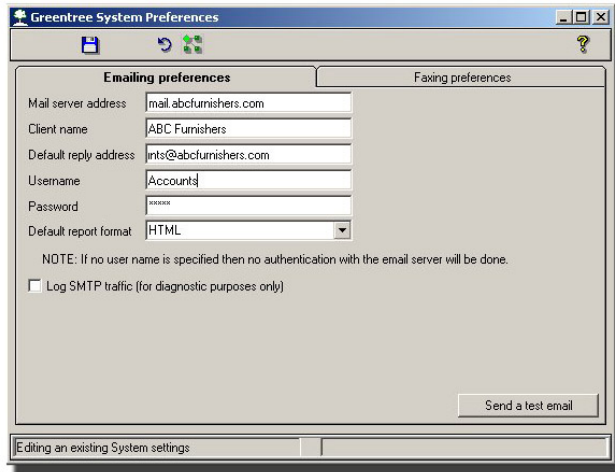 Greentree System Preferences
Emailing preferences
Faxing preferences
Mail server address mail.abcfurnishers.com
Client name ABC Furnishers
Default reply address ints@abcfurnishers.com
Username Accounts
Password *****
Default report format HTML
NOTE: If no user name is specified then no authentication with the email server will be done.
Log SMTP traffic (for diagnostic purposes only)
Send a test email
Editing an existing System settings